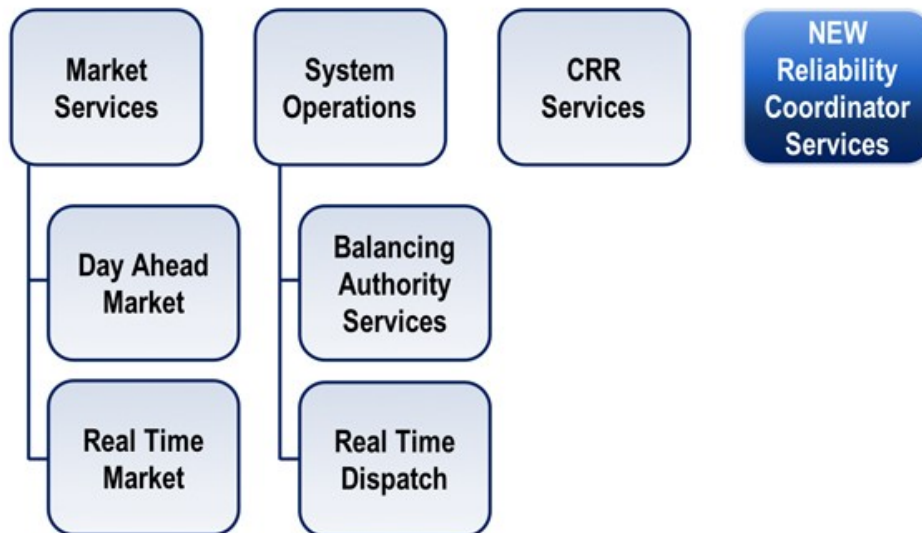 Market
Services
System
Operations
CRR
Services
NEW
Reliability
Coordinator
Services
Day Ahead
Market
Balancing
Authority
Services
Real Time
Market
Real Time
Dispatch